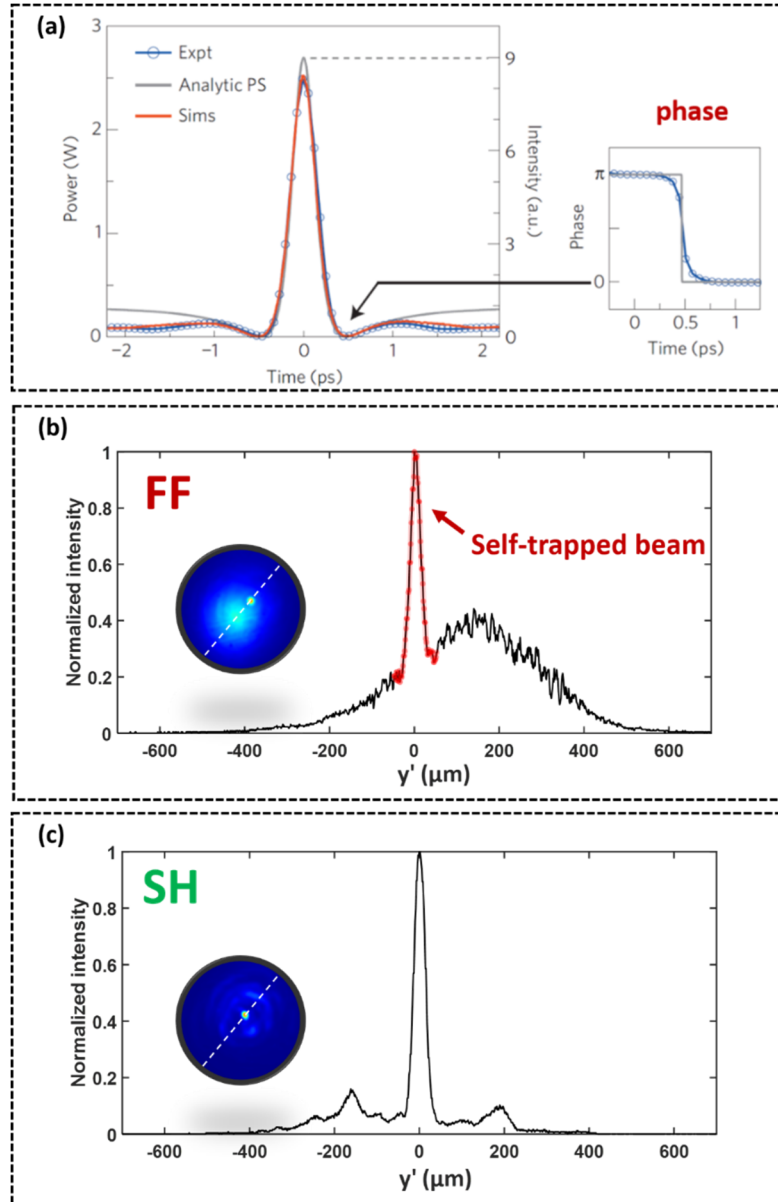 (a)
3
2
1
0
Power (W)
Expt
Analytic PS
Sims
9
6
3
0
Intensity (a.u.)
−2
−1
0
1
2
Time (ps)
phase
π
0
Phase
0
0.5
1
Time (ps)
(b)
FF
Self-trapped beam
1
0.8
0.6
0.4
0.2
0
Normalized intensity
-600
-400
-200
0
200
400
600
y' (µm)
(c)
SH
1
0.8
0.6
0.4
0.2
0
Normalized intensity
-600
-400
-200
0
200
400
600
y' (µm)